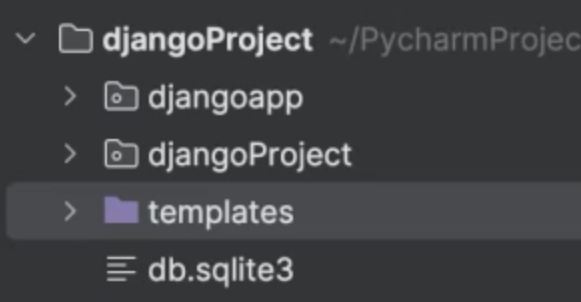 djangoProject ~/PycharmProjec
djangoapp
djangoProject
templates
db.sqlite3